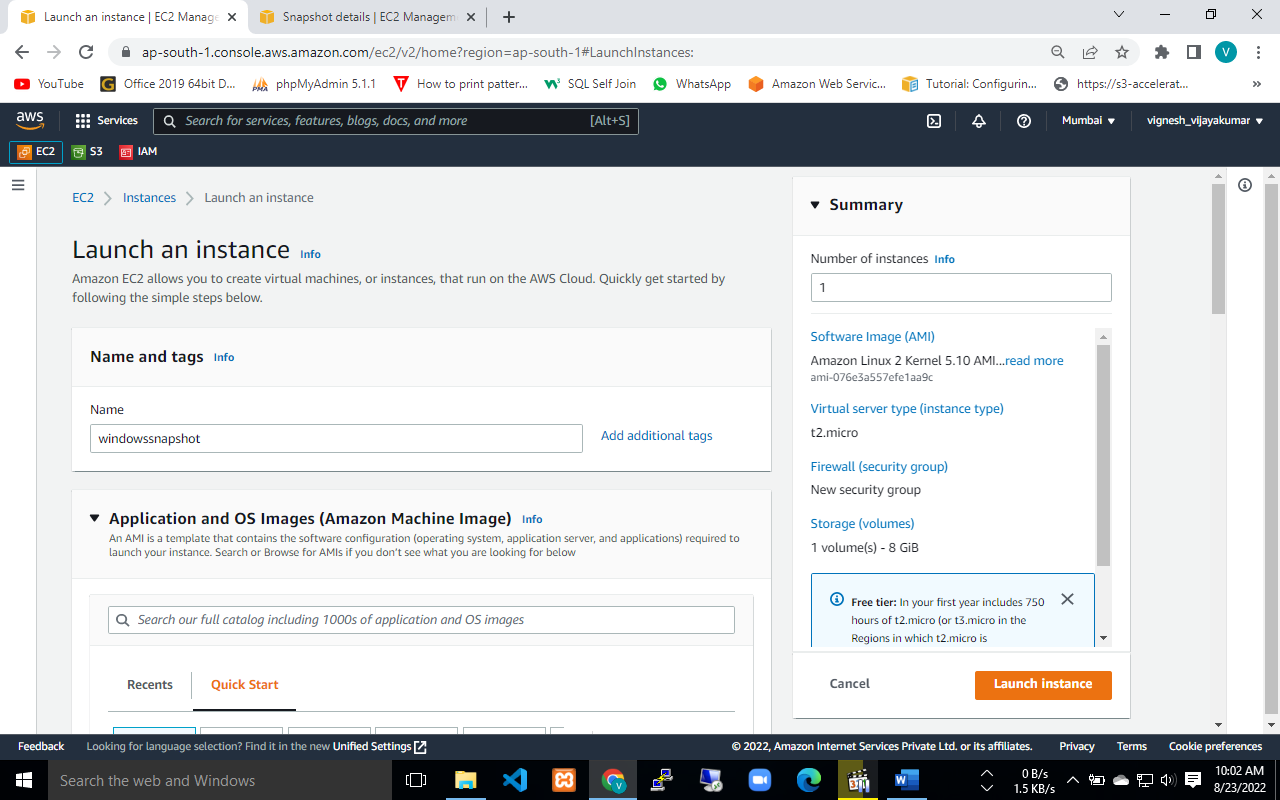 Launch an instance | EC2 Manage
Snapshot details | EC2 Managem
ap-south-1.console.aws.amazon.com/ec2/v2/home?region=ap-south-1#LaunchInstances:
V
YouTube
Office 2019 64bit D...
phpMyAdmin 5.1.1
How to print patter...
SQL Self Join
WhatsApp
Amazon Web Servic...
Tutorial: Configurin...
https://s3-accelerat...
»
aws
Services
Search for services, features, blogs, docs, and more
[Alt+S]
Mumbai
vignesh_vijayakumar
EC2
S3
IAM
EC2
Instances
Launch an instance
Launch an instance Info
Amazon EC2 allows you to create virtual machines, or instances, that run on the AWS Cloud. Quickly get started by
following the simple steps below.
Name and tags Info
Name
windowssnapshot
Add additional tags
Application and OS Images (Amazon Machine Image) Info
An AMI is a template that contains the software configuration (operating system, application server, and applications) required to
launch your instance. Search or Browse for AMIs if you don't see what you are looking for below
Search our full catalog including 1000s of application and OS images
Recents
Quick Start
Summary
Number of instances Info
1
Software Image (AMI)
Amazon Linux 2 Kernel 5.10 AMI...read more
ami-076e3a557efe1aa9c
Virtual server type (instance type)
t2.micro
Firewall (security group)
New security group
Storage (volumes)
1 volume(s) - 8 GiB
Free tier: In your first year includes 750
hours of t2.micro (or t3.micro in the
Regions in which t2.micro is
Cancel
Launch instance
Feedback
Looking for language selection? Find it in the new Unified Settings
© 2022, Amazon Internet Services Private Ltd. or its affiliates.
Privacy
Terms
Cookie preferences
Search the web and Windows
0 B/s
1.5 KB/s
10:02 AM
8/23/2022